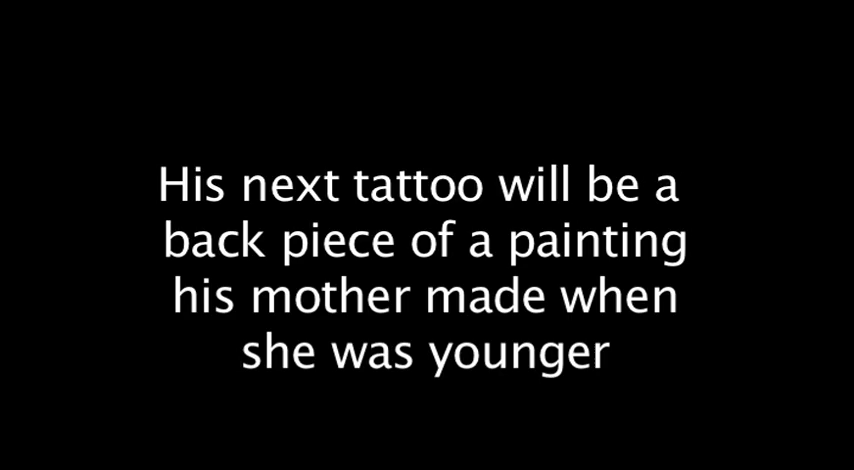 His next tattoo will be a
back piece of a painting
his mother made when
she was younger